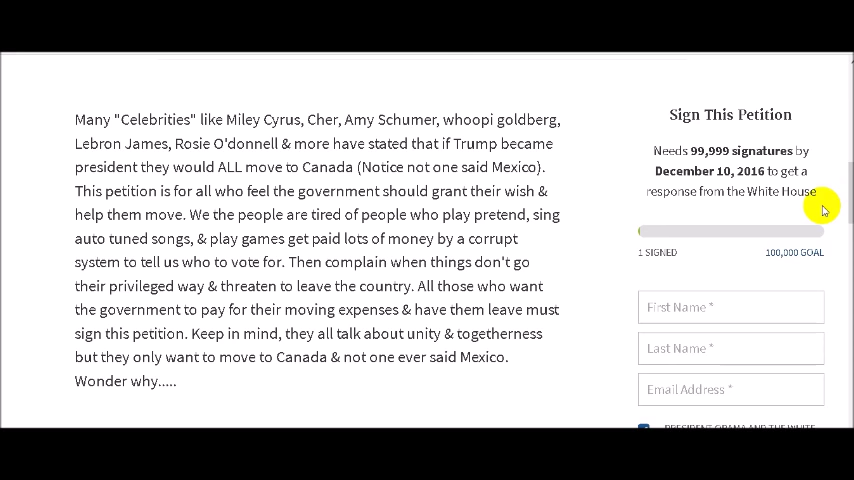 Many "Celebrities" like Miley Cyrus, Cher, Amy Schumer, whoopi goldberg,
Lebron James, Rosie O'donnell & more have stated that if Trump became
president they would ALL move to Canada (Notice not one said Mexico).
This petition is for all who feel the government should grant their wish &
help them move. We the people are tired of people who play pretend, sing
auto tuned songs, & play games get paid lots of money by a corrupt
system to tell us who to vote for. Then complain when things don't go
their privileged way & threaten to leave the country. All those who want
the government to pay for their moving expenses & have them leave must
sign this petition. Keep in mind, they all talk about unity & togetherness
but they only want to move to Canada & not one ever said Mexico.
Wonder why.....
Sign This Petition
Needs 99,999 signatures by
December 10, 2016 to get a
response from the White House
1 SIGNED 100,000 GOAL
First Name *
Last Name *
Email Address *
PRESIDENT OBAMA AND THE WHITE